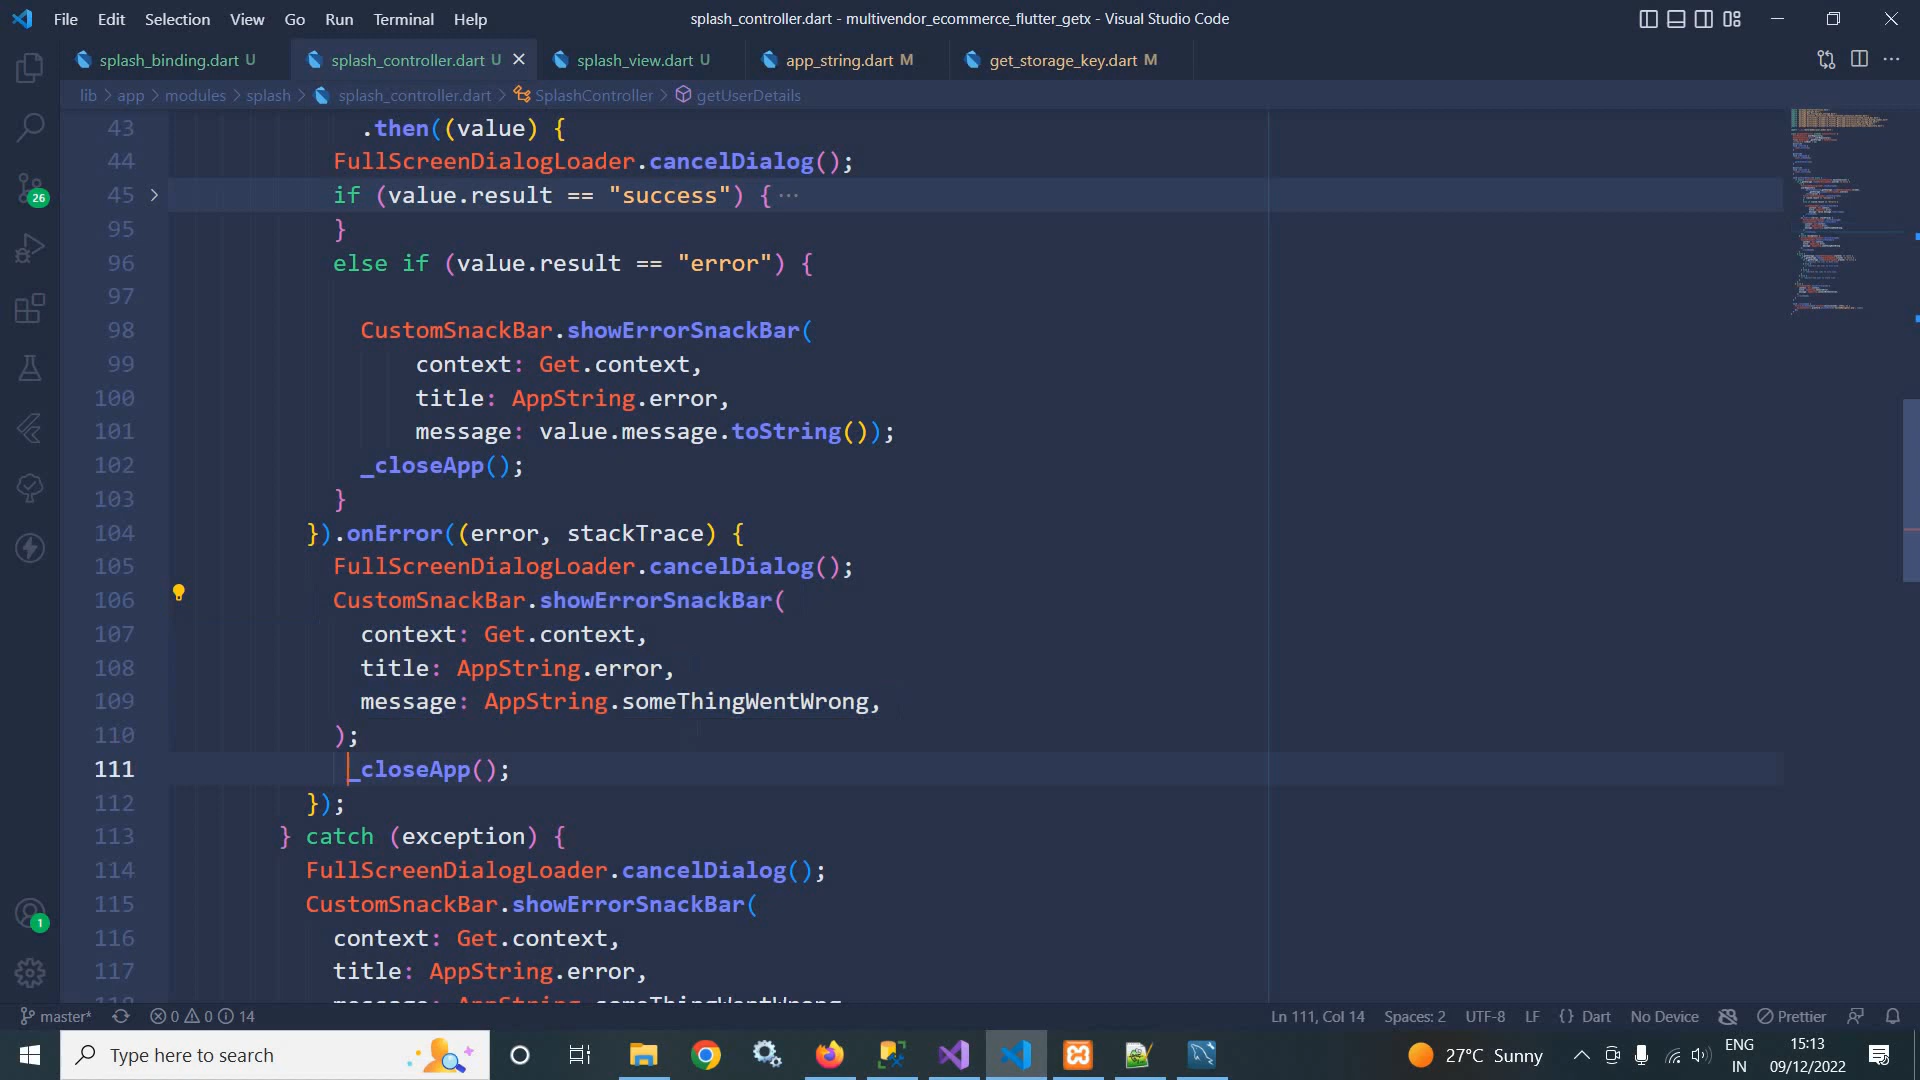 File Edit Selection View Go Run Terminal Help
splash_controller.dart - multivendor_ecommerce_flutter_getx - Visual Studio Code
splash_binding.dart U splash_controller.dart U splash_view.dart U app_string.dart M get_storage_key.dart M
lib > app > modules > splash > splash_controller.dart > SplashController > getUserDetails
43 .then((value) {
44 FullScreenDialogLoader.cancelDialog();
45 if (value.result == "success") {···
95 }
96 else if (value.result == "error") {
97
98 CustomSnackBar.showErrorSnackBar(
99 context: Get.context,
100 title: AppString.error,
101 message: value.message.toString());
102 _closeApp();
103 }
104 }).onError((error, stackTrace) {
105 FullScreenDialogLoader.cancelDialog();
106 CustomSnackBar.showErrorSnackBar(
107 context: Get.context,
108 title: AppString.error,
109 message: AppString.someThingWentWrong,
110 );
111 _closeApp();
112 });
113 } catch (exception) {
114 FullScreenDialogLoader.cancelDialog();
115 CustomSnackBar.showErrorSnackBar(
116 context: Get.context,
117 title: AppString.error,
118 message: AppString.someThingWentWrong
26
1
master* 0 0 14
Ln 111, Col 14 Spaces: 2 UTF-8 LF {} Dart No Device Prettier
Type here to search
27°C Sunny
ENG
IN
15:13
09/12/2022